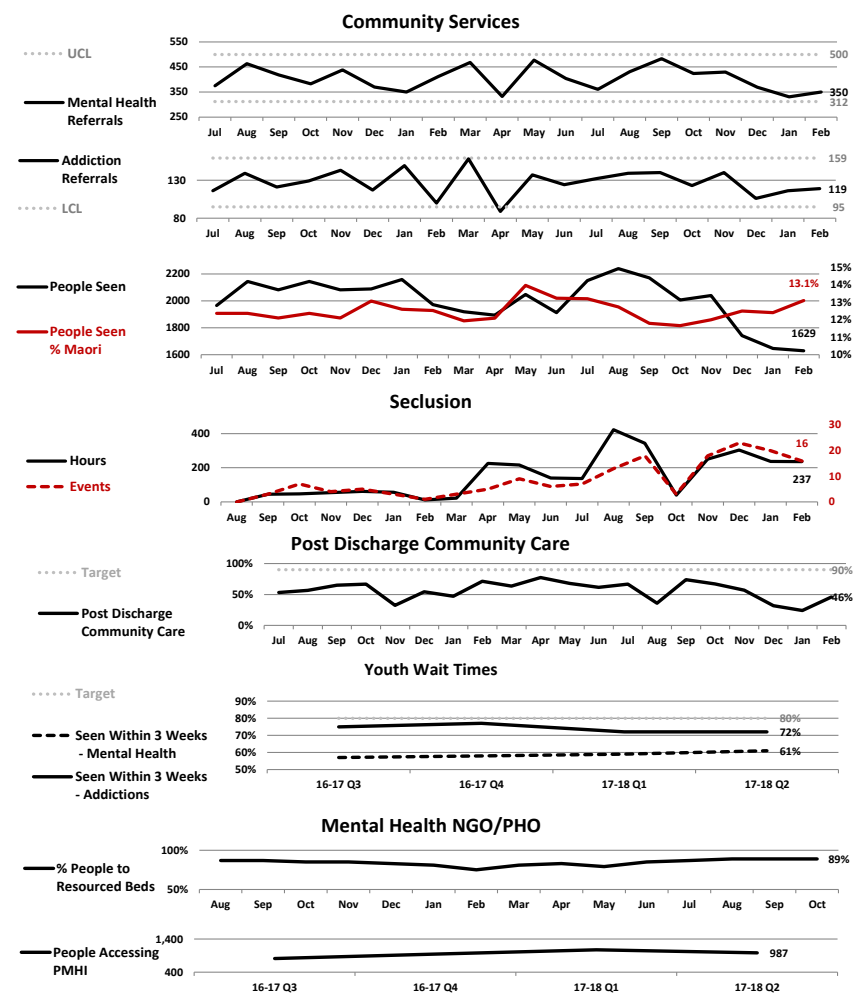 Community Services
UCL
Mental Health
Referrals
550
450
350
250
500
350
312
Jul Aug Sep Oct Nov Dec Jan Feb Mar Apr May Jun Jul Aug Sep Oct Nov Dec Jan Feb
Addiction
Referrals
LCL
130
80
159
119
95
Jul Aug Sep Oct Nov Dec Jan Feb Mar Apr May Jun Jul Aug Sep Oct Nov Dec Jan Feb
People Seen
People Seen
% Maori
2200
2000
1800
1600
15%
14%
13%
12%
11%
10%
13.1%
1629
Jul Aug Sep Oct Nov Dec Jan Feb Mar Apr May Jun Jul Aug Sep Oct Nov Dec Jan Feb
Seclusion
Hours
Events
400
200
0
30
20
10
0
16
237
Aug Sep Oct Nov Dec Jan Feb Mar Apr May Jun Jul Aug Sep Oct Nov Dec Jan Feb
Post Discharge Community Care
Target
Post Discharge
Community Care
100%
50%
0%
90%
46%
Jul Aug Sep Oct Nov Dec Jan Feb Mar Apr May Jun Jul Aug Sep Oct Nov Dec Jan Feb
Youth Wait Times
Target
Seen Within 3 Weeks
- Mental Health
Seen Within 3 Weeks
- Addictions
90%
80%
70%
60%
50%
80%
72%
61%
16-17 Q3 16-17 Q4 17-18 Q1 17-18 Q2
Mental Health NGO/PHO
% People to
Resourced Beds
100%
50%
89%
Aug Sep Oct Nov Dec Jan Feb Mar Apr May Jun Jul Aug Sep Oct
People Accessing
PMHI
1,400
400
987
16-17 Q3 16-17 Q4 17-18 Q1 17-18 Q2